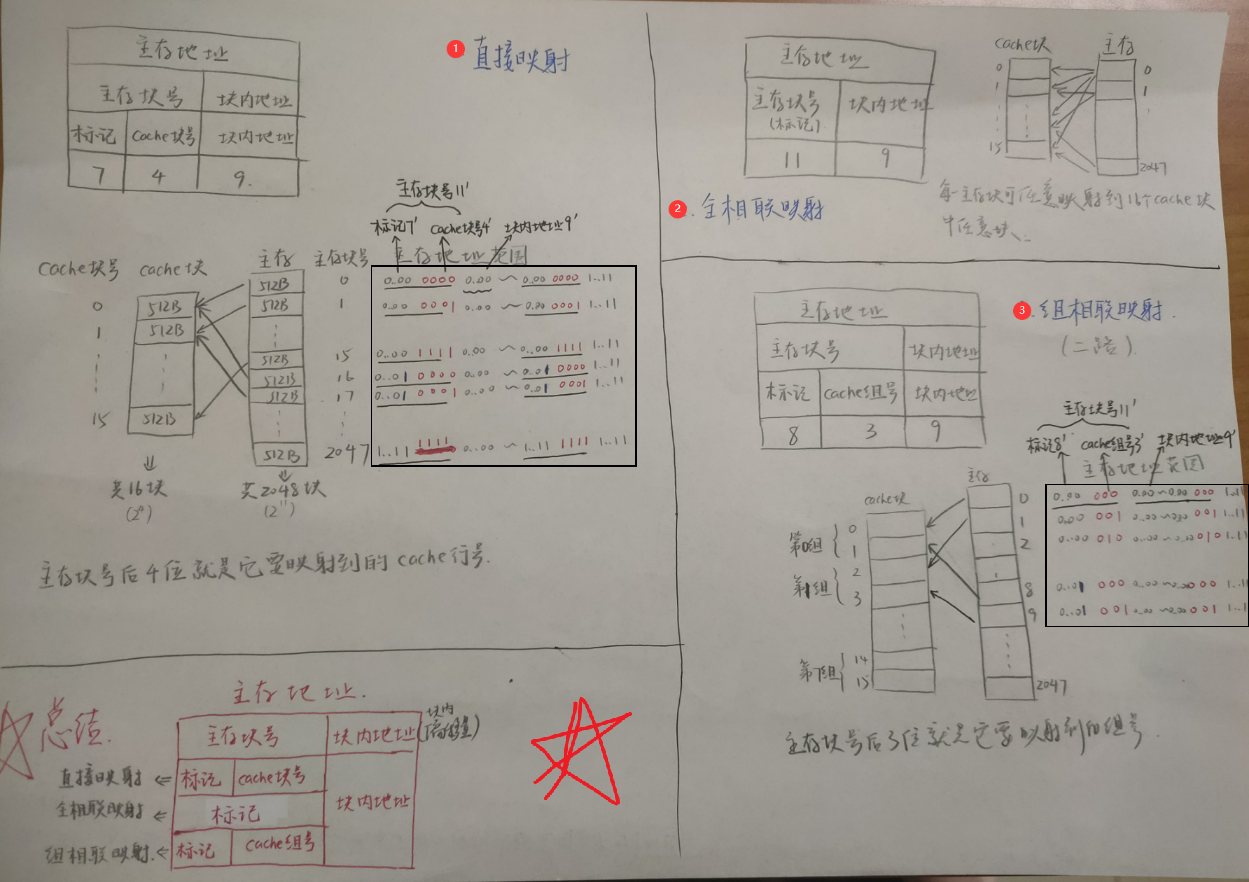 ① 直接映射
主存地址
主存块号 块内地址
标记 cache块号 块内地址
7 4 9.
主存块号11'
标记7' cache块号4' 块内地址9'
cache块号 cache块 主存 主存块号 主存地址范围
512B 0 0..00 0000 0.00 ~ 0.00 0000 1..11
0 512B 512B 1 0..00 0001 0..00 ~ 0.00 0001 1..11
1 512B
512B 15 0..00 1111 0.00 ~ 0..00 1111 1..11
512B 16 0..01 0000 0..00 ~ 0.01 0000 1..11
512B 17 0..01 0001 0..00 ~ 0.01 0001 1..11
15 512B
512B 2047 1..11 1111 0..00 ~ 1..11 1111 1..11
共16块 共2048块
(2⁴) (2¹¹)
主存块号后4位就是它要映射到的cache行号.
② 全相联映射
主存地址
主存块号 块内地址
(标记)
11 9
cache块 主存
0 0
1 1
15
2047
每一主存块可任意映射到16个cache块
中任意块、
③ 组相联映射.
(二路).
主存地址
主存块号 块内地址
标记 cache组号 块内地址
8 3 9
主存块号11'
标记8' cache组号3' 块内地址9'
主存地址范围
cache块 主存
0 0.00 000 0.00~0.00 000 1..11
1 0.00 001 0.00~0.00 001 1..11
2 0..00 010 0..00~0.00 010 1..11
8 0..01 000 0.00~0.00 000 1..11
9 0..01 001 0.00~0.00 001 1..11
2047
第0组 0
1
第1组 2
3
第7组 14
15
主存块号后3位就是它要映射到的组号.
总结.
主存地址.
主存块号 块内地址
直接映射 标记 cache块号
全相联映射 标记 块内地址
组相联映射. 标记 cache组号